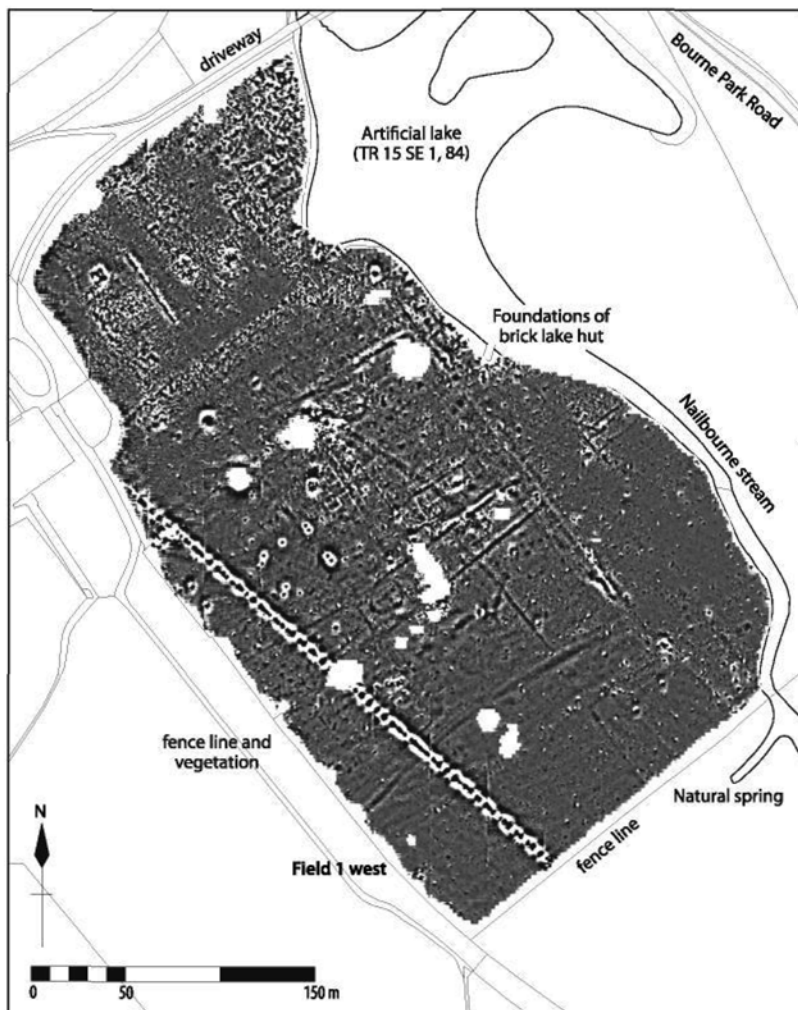 driveway
Bourne Park Road
Artificial lake
(TR 15 SE 1, 84)
Foundations of
brick lake hut
Nailbourne stream
fence line and
vegetation
Natural spring
N
Field 1 west
fence line
0 50 150 m